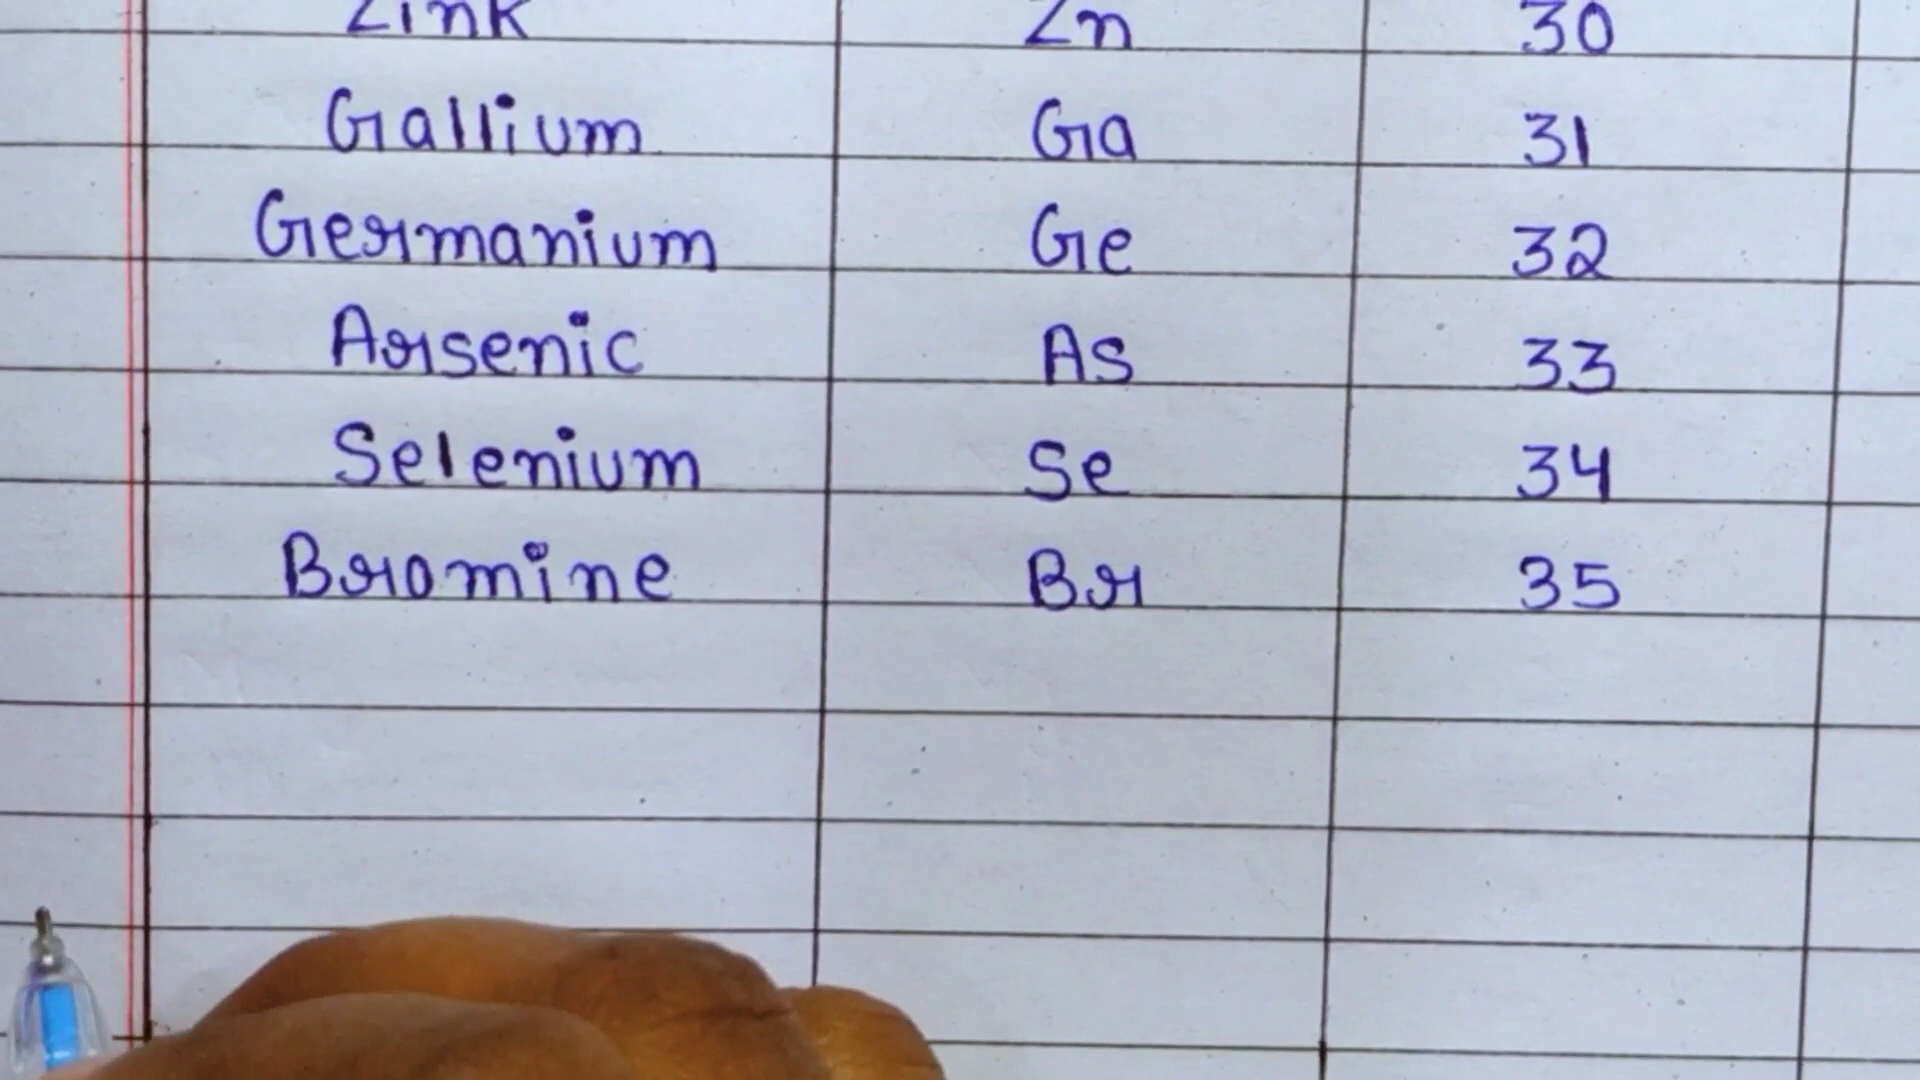 Zink Zn 30
Gallium Ga 31
Germanium Ge 32
Arsenic As 33
Selenium Se 34
Bromine Br 35